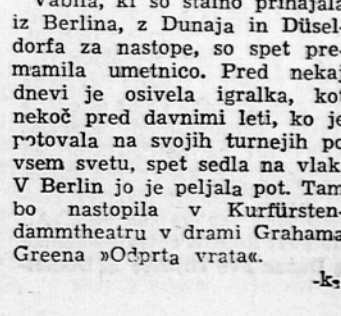 Vabila, ki so stalno prihajala
iz Berlina, z Dunaja in Düsel-
dorfa za nastope, so spet pre-
mamila umetnico. Pred nekaj
dnevi je osivela igralka, kot
nekoč pred davnimi leti, ko je
potovala na svojih turnejih po
vsem svetu, spet sedla na vlak.
V Berlin jo je peljala pot. Tam
bo nastopila v Kurfürsten-
dammtheatru v drami Grahama
Greena »Odprta vrata«.
-k.